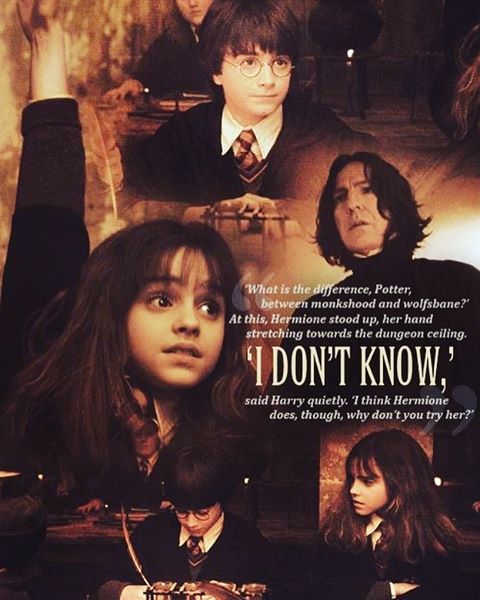 'What is the difference, Potter,
between monkshood and wolfsbane?'
At this, Hermione stood up, her hand
stretching towards the dungeon ceiling.
'I DON'T KNOW,'
said Harry quietly. 'I think Hermione
does, though, why don't you try her?'